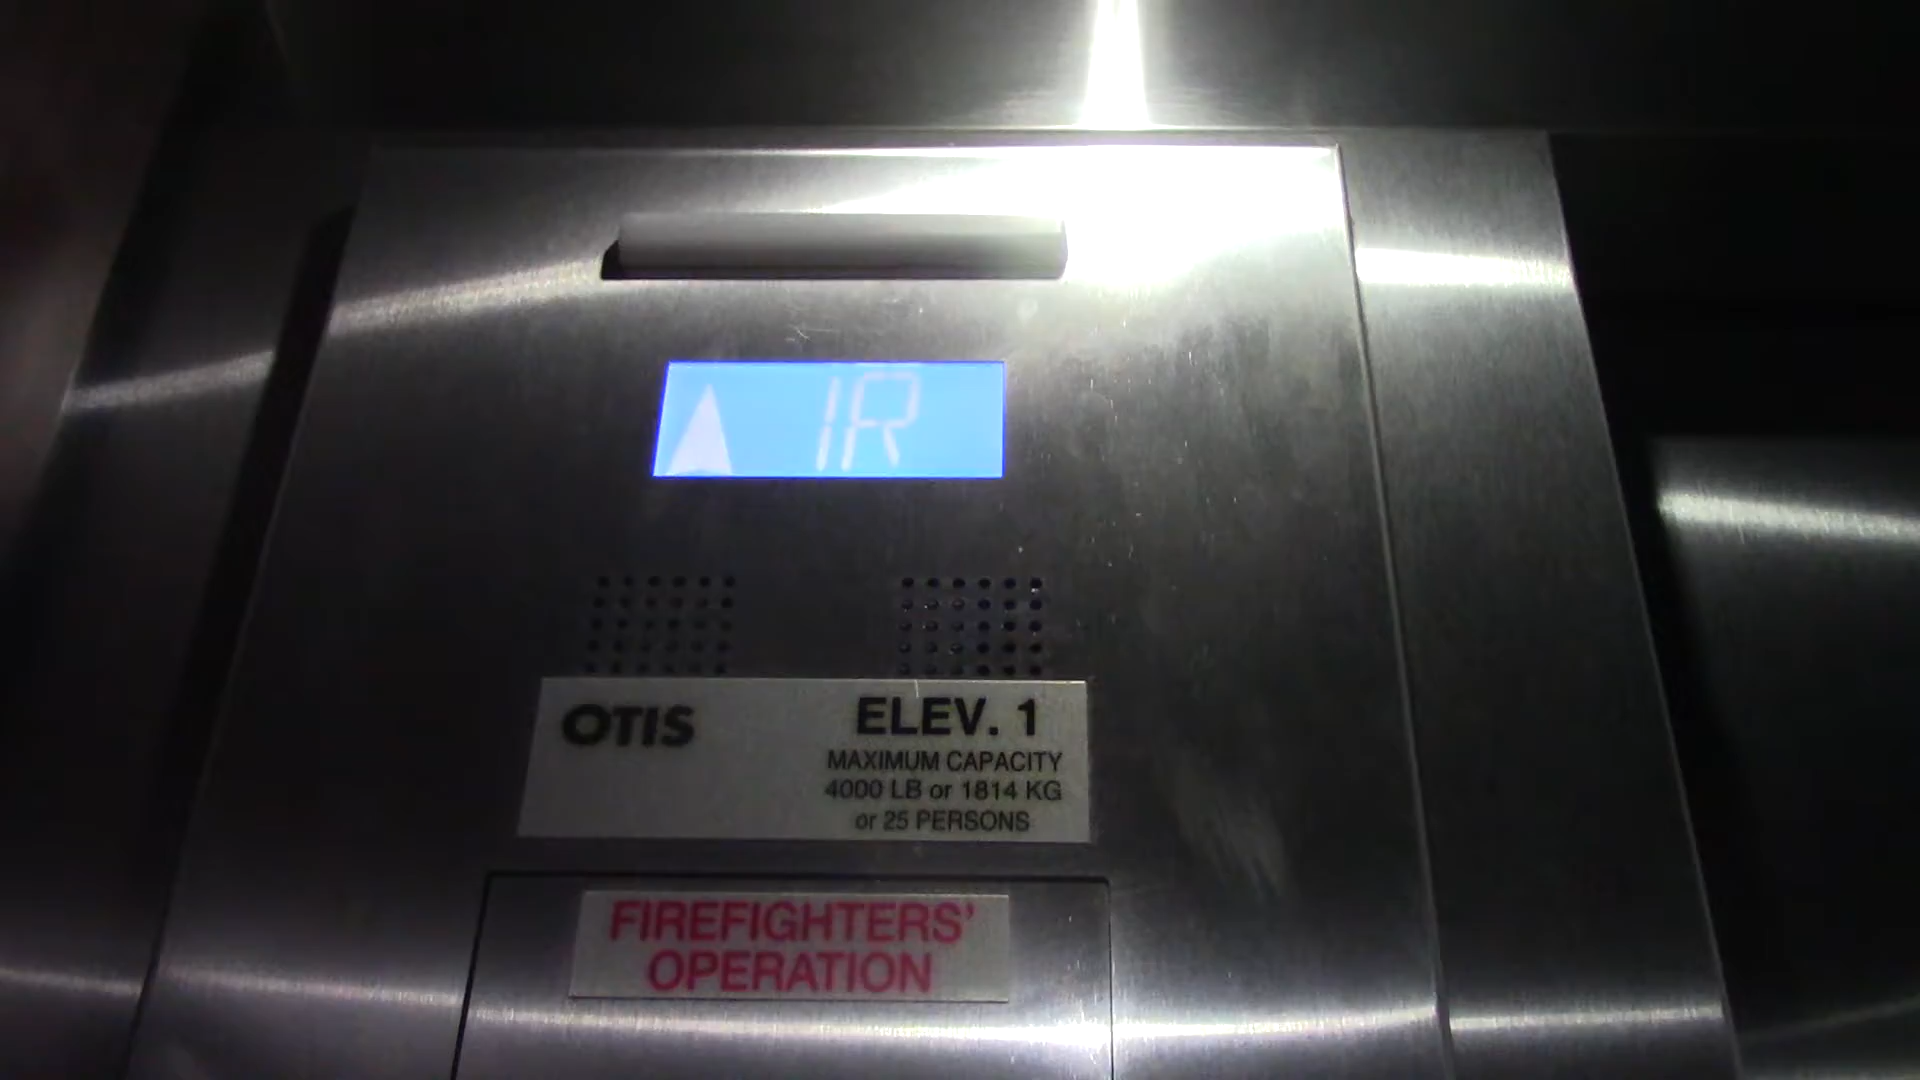 1R
OTIS
ELEV. 1
MAXIMUM CAPACITY
4000 LB or 1814 KG
or 25 PERSONS
FIREFIGHTERS'
OPERATION